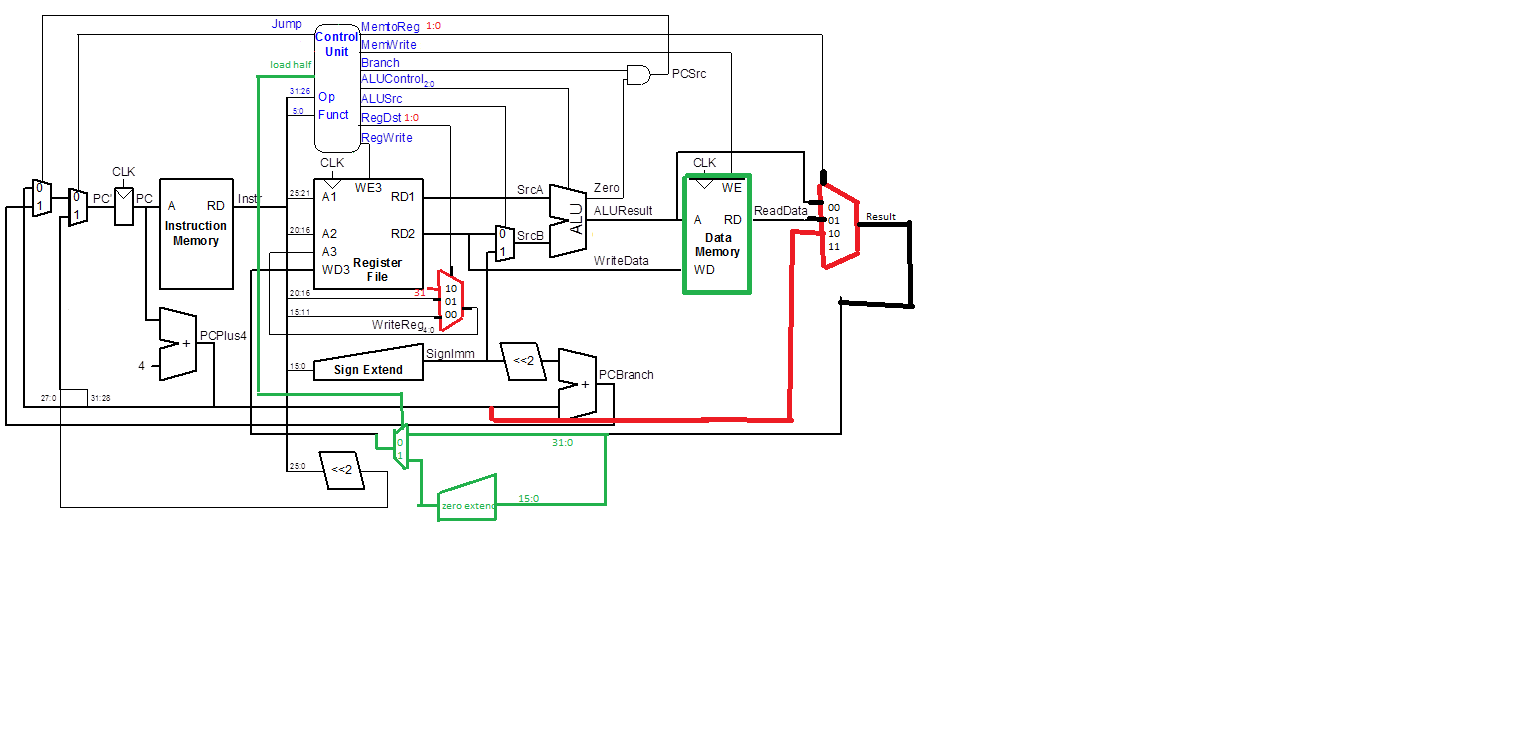 Jump
MemtoReg 1:0
Control
Unit
MemWrite
load half
Branch
PCSrc
ALUControl2:0
31:26
Op
ALUSrc
5:0
Funct
RegDst 1:0
RegWrite
CLK
CLK
CLK
0
1
0
1
PC'
PC
A
RD
Instruction
Memory
Instr
25:21
A1
WE3
RD1
20:16
A2
RD2
A3
WD3
Register
File
0
1
SrcA
SrcB
ALU
Zero
ALUResult
WriteData
WE
A
RD
Data
Memory
WD
ReadData
00
01
10
11
Result
31
10
20:16
01
15:11
00
WriteReg4:0
PCPlus4
+
4
SignImm
15:0
Sign Extend
<<2
+
PCBranch
27:0
31:28
0
1
31:0
25:0
<<2
15:0
zero extend